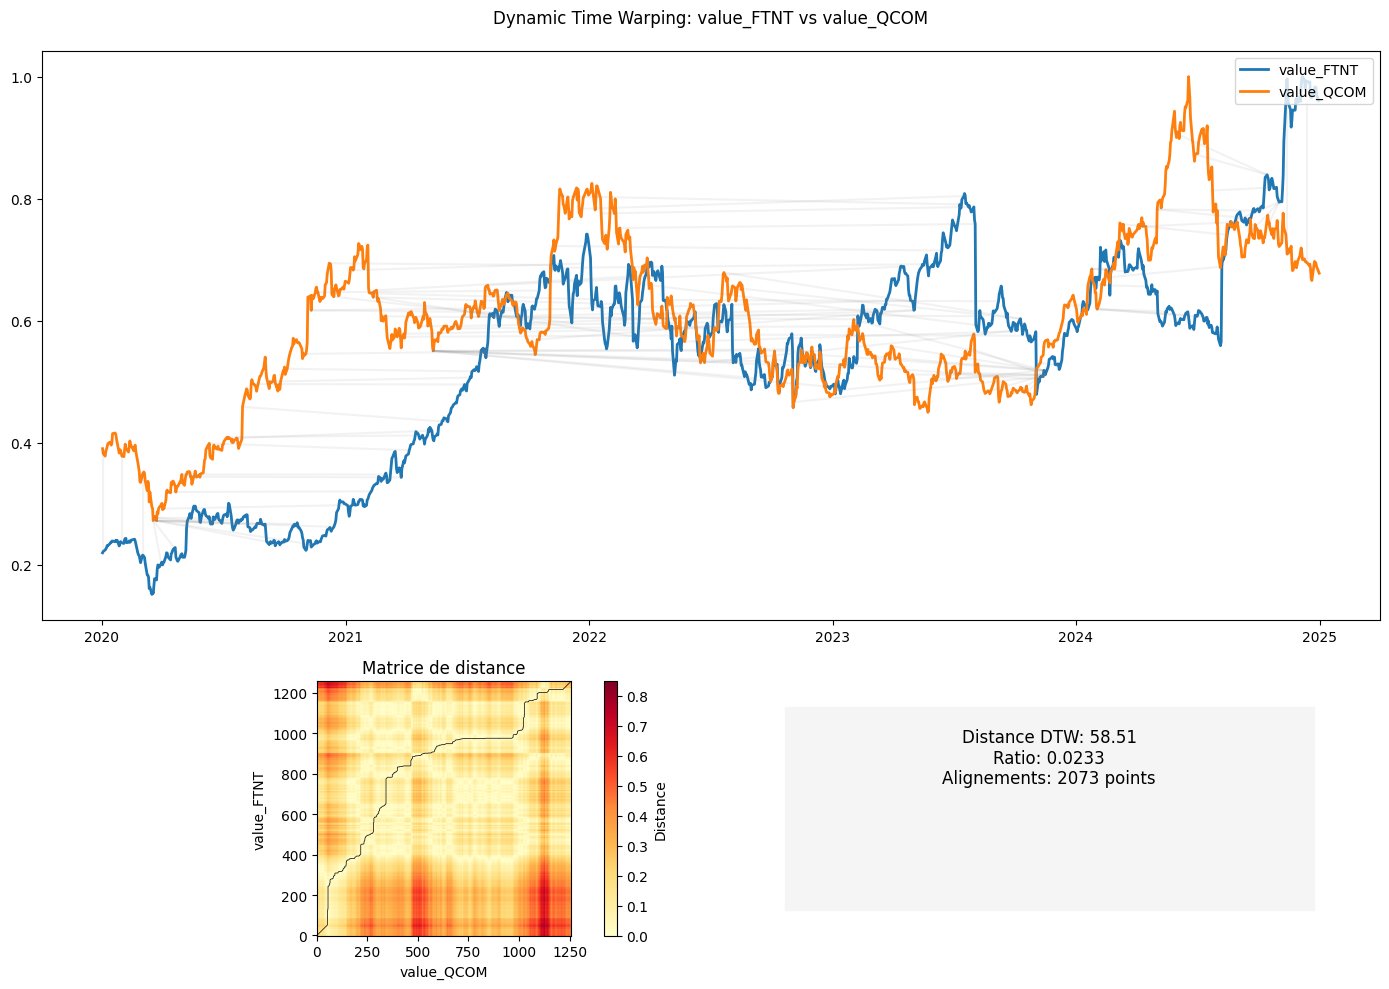 Dynamic Time Warping: value_FTNT vs value_QCOM
value_FTNT
value_QCOM
1.0
0.8
0.6
0.4
0.2
2020 2021 2022 2023 2024 2025
Matrice de distance
value_FTNT
1200
1000
800
600
400
200
0
0 250 500 750 1000 1250
value_QCOM
0.8
0.7
0.6
0.5
0.4
0.3
0.2
0.1
0.0
Distance
Distance DTW: 58.51
Ratio: 0.0233
Alignements: 2073 points